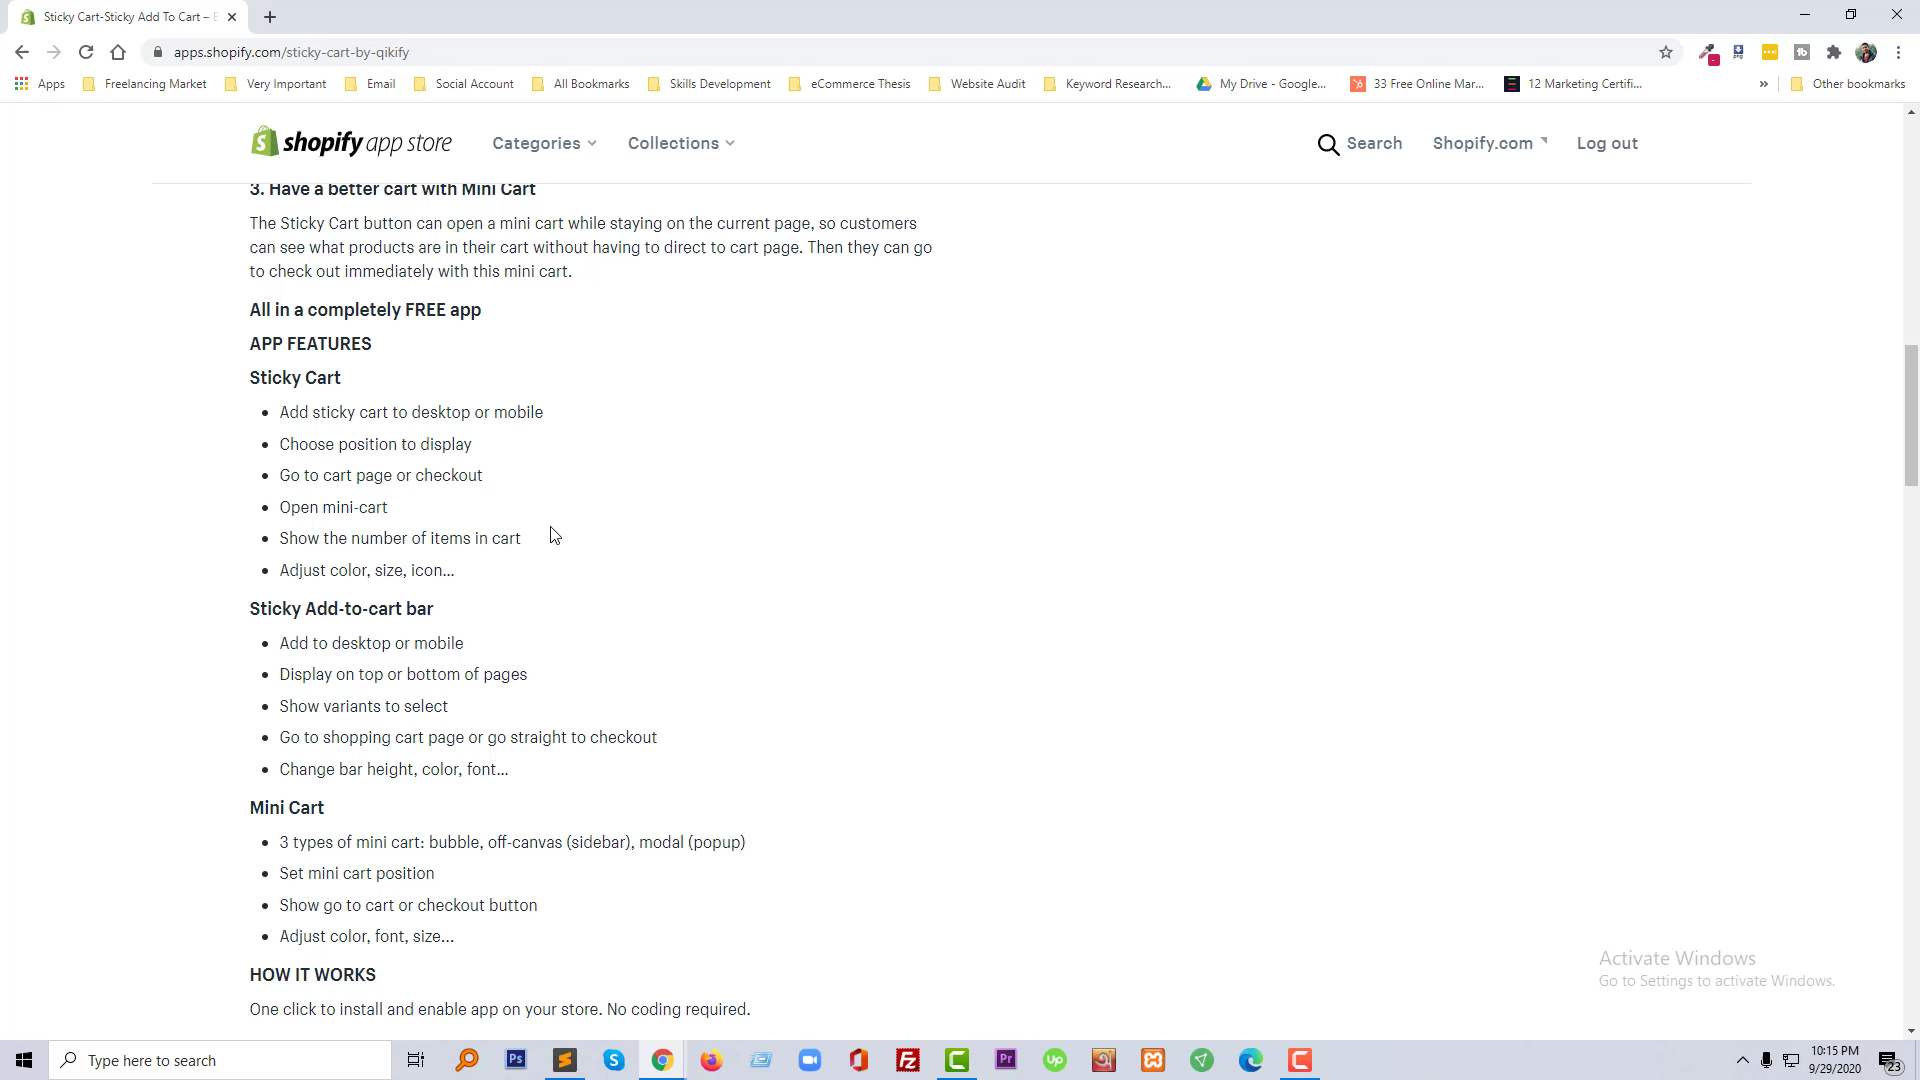 Sticky Cart-Sticky Add To Cart –
apps.shopify.com/sticky-cart-by-qikify
Apps
Freelancing Market
Very Important
Email
Social Account
All Bookmarks
Skills Development
eCommerce Thesis
Website Audit
Keyword Research...
My Drive - Google...
33 Free Online Mar...
12 Marketing Certifi...
»
Other bookmarks
shopify app store
Categories
Collections
Search
Shopify.com
Log out
3. Have a better cart with Mini Cart
The Sticky Cart button can open a mini cart while staying on the current page, so customers
can see what products are in their cart without having to direct to cart page. Then they can go
to check out immediately with this mini cart.
All in a completely FREE app
APP FEATURES
Sticky Cart
• Add sticky cart to desktop or mobile
• Choose position to display
• Go to cart page or checkout
• Open mini-cart
• Show the number of items in cart
• Adjust color, size, icon...
Sticky Add-to-cart bar
• Add to desktop or mobile
• Display on top or bottom of pages
• Show variants to select
• Go to shopping cart page or go straight to checkout
• Change bar height, color, font...
Mini Cart
• 3 types of mini cart: bubble, off-canvas (sidebar), modal (popup)
• Set mini cart position
• Show go to cart or checkout button
• Adjust color, font, size...
HOW IT WORKS
One click to install and enable app on your store. No coding required.
Activate Windows
Go to Settings to activate Windows.
Type here to search
Ps
Pr
Up
10:15 PM
9/29/2020
23